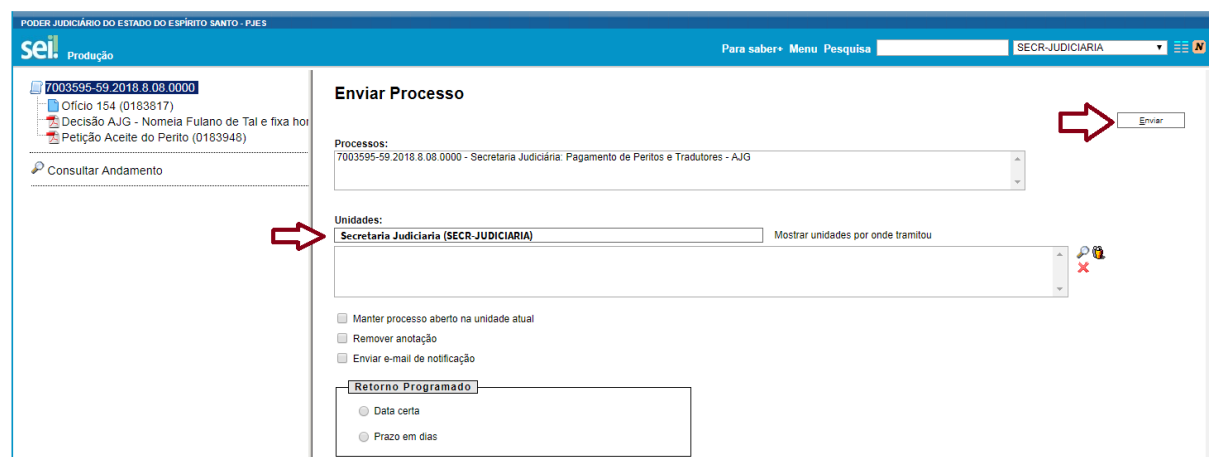 PODER JUDICIÁRIO DO ESTADO DO ESPÍRITO SANTO - PJES
sei! Produção
Para saber+ Menu Pesquisa
SECR-JUDICIARIA
N
7003595-59.2018.8.08.0000
Ofício 154 (0183817)
Decisão AJG - Nomeia Fulano de Tal e fixa hor
Petição Aceite do Perito (0183948)
Consultar Andamento
Enviar Processo
Enviar
Processos:
7003595-59.2018.8.08.0000 - Secretaria Judiciária: Pagamento de Peritos e Tradutores - AJG
Unidades:
Secretaria Judiciaria (SECR-JUDICIARIA)
Mostrar unidades por onde tramitou
Manter processo aberto na unidade atual
Remover anotação
Enviar e-mail de notificação
Retorno Programado
Data certa
Prazo em dias